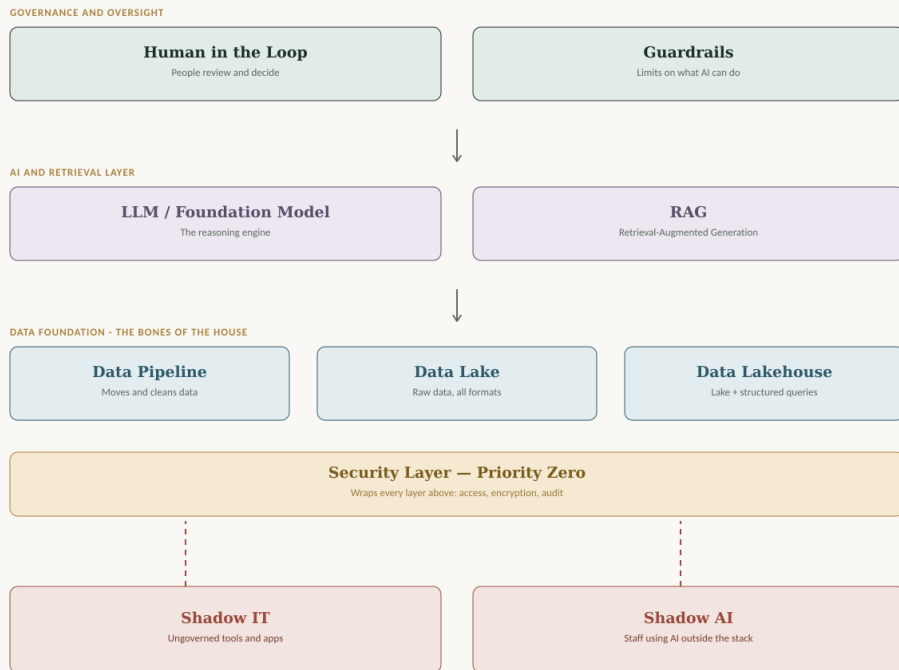 GOVERNANCE AND OVERSIGHT
Human in the Loop
People review and decide
Guardrails
Limits on what AI can do
AI AND RETRIEVAL LAYER
LLM / Foundation Model
The reasoning engine
RAG
Retrieval-Augmented Generation
DATA FOUNDATION - THE BONES OF THE HOUSE
Data Pipeline
Moves and cleans data
Data Lake
Raw data, all formats
Data Lakehouse
Lake + structured queries
Security Layer — Priority Zero
Wraps every layer above: access, encryption, audit
Shadow IT
Ungoverned tools and apps
Shadow AI
Staff using AI outside the stack